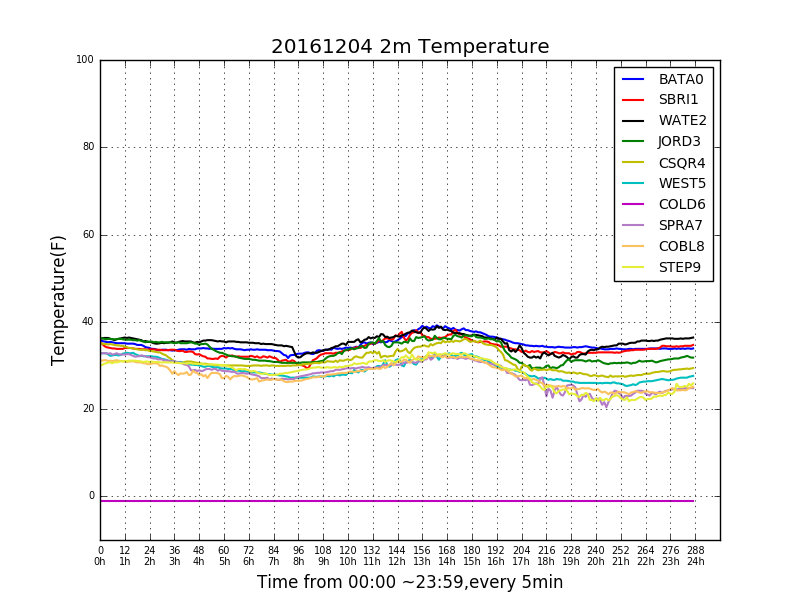 20161204 2m Temperature
100
80
60
40
20
0
Temperature(F)
BATA0
SBRI1
WATE2
JORD3
CSQR4
WEST5
COLD6
SPRA7
COBL8
STEP9
0 12 24 36 48 60 72 84 96 108 120 132 144 156 168 180 192 204 216 228 240 252 264 276 288
0h 1h 2h 3h 4h 5h 6h 7h 8h 9h 10h 11h 12h 13h 14h 15h 16h 17h 18h 19h 20h 21h 22h 23h 24h
Time from 00:00 ~23:59,every 5min